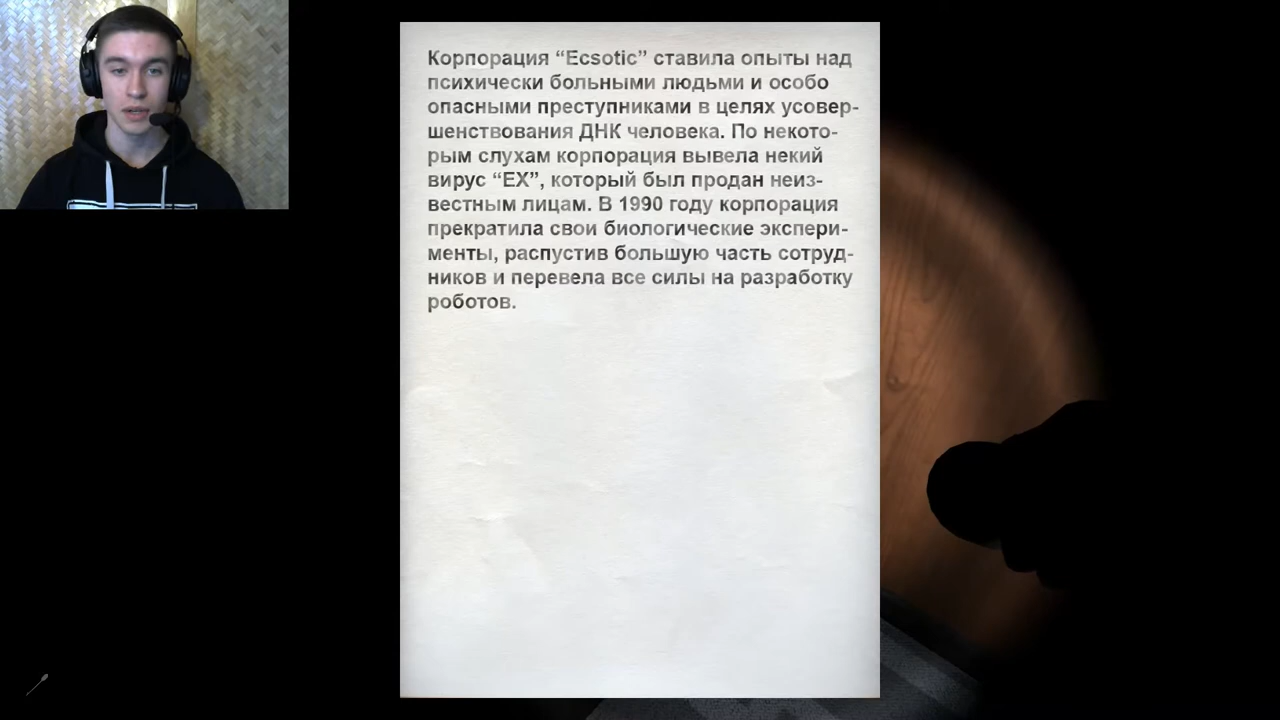 Корпорация “Ecsotic” ставила опыты над
психически больными людьми и особо
опасными преступниками в целях усовер-
шенствования ДНК человека. По некото-
рым слухам корпорация вывела некий
вирус “EX”, который был продан неиз-
вестным лицам. В 1990 году корпорация
прекратила свои биологические экспери-
менты, распустив большую часть сотруд-
ников и перевела все силы на разработку
роботов.